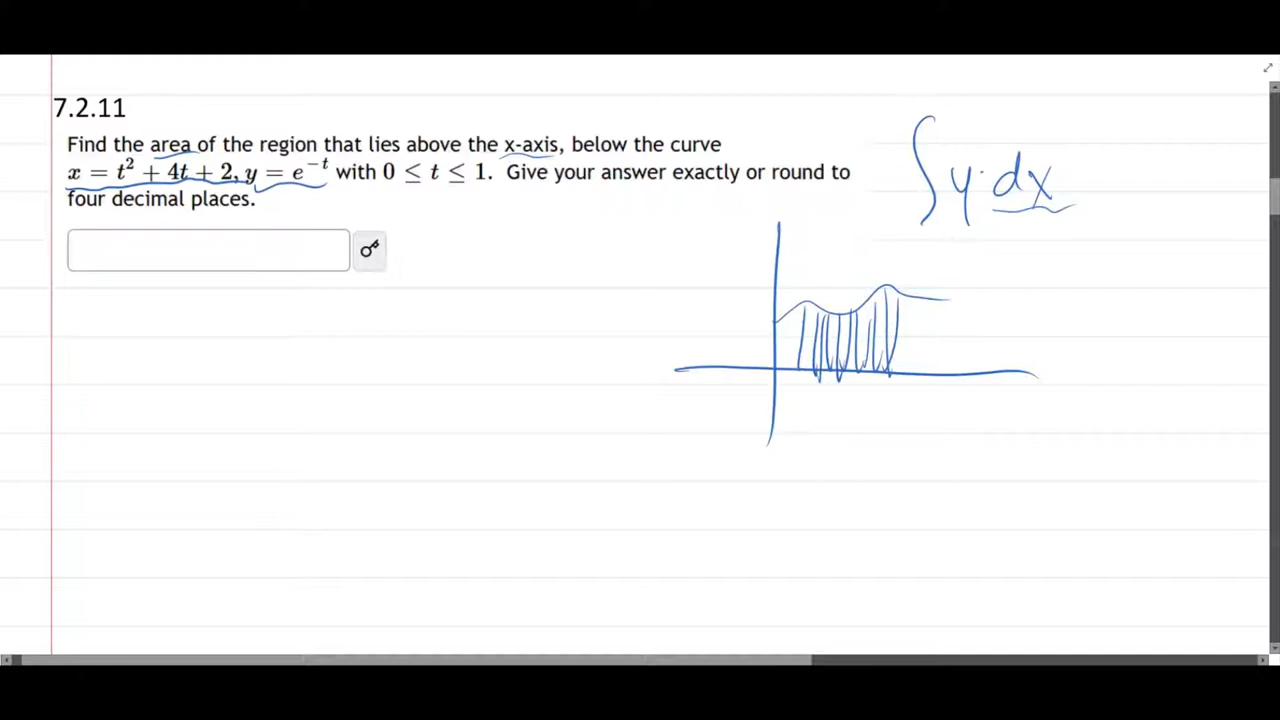 7.2.11
Find the area of the region that lies above the x-axis, below the curve
x = t² + 4t + 2, y = e⁻ᵗ with 0 ≤ t ≤ 1. Give your answer exactly or round to
four decimal places.
∫ y · dx